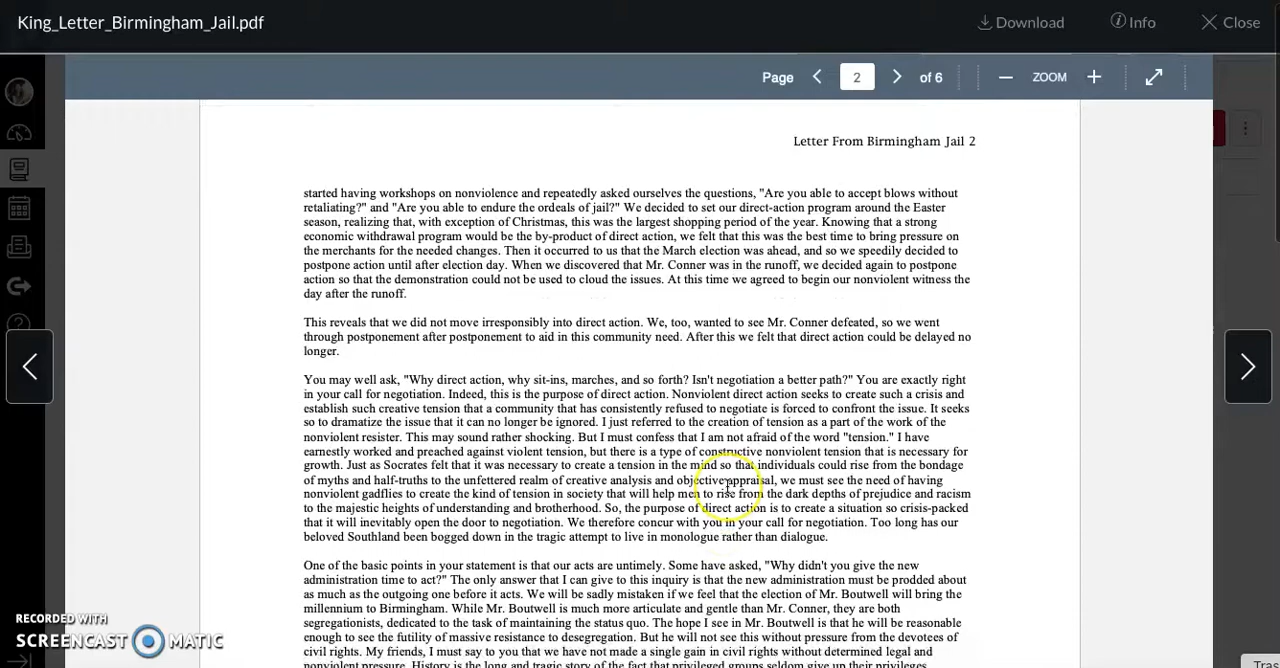 King_Letter_Birmingham_Jail.pdf
Download
Info
Close
Page
2
of 6
ZOOM
Letter From Birmingham Jail 2
started having workshops on nonviolence and repeatedly asked ourselves the questions, "Are you able to accept blows without
retaliating?" and "Are you able to endure the ordeals of jail?" We decided to set our direct-action program around the Easter
season, realizing that, with exception of Christmas, this was the largest shopping period of the year. Knowing that a strong
economic withdrawal program would be the by-product of direct action, we felt that this was the best time to bring pressure on
the merchants for the needed changes. Then it occurred to us that the March election was ahead, and so we speedily decided to
postpone action until after election day. When we discovered that Mr. Conner was in the runoff, we decided again to postpone
action so that the demonstration could not be used to cloud the issues. At this time we agreed to begin our nonviolent witness the
day after the runoff.
This reveals that we did not move irresponsibly into direct action. We, too, wanted to see Mr. Conner defeated, so we went
through postponement after postponement to aid in this community need. After this we felt that direct action could be delayed no
longer.
You may well ask, "Why direct action, why sit-ins, marches, and so forth? Isn't negotiation a better path?" You are exactly right
in your call for negotiation. Indeed, this is the purpose of direct action. Nonviolent direct action seeks to create such a crisis and
establish such creative tension that a community that has consistently refused to negotiate is forced to confront the issue. It seeks
so to dramatize the issue that it can no longer be ignored. I just referred to the creation of tension as a part of the work of the
nonviolent resister. This may sound rather shocking. But I must confess that I am not afraid of the word "tension." I have
earnestly worked and preached against violent tension, but there is a type of constructive nonviolent tension that is necessary for
growth. Just as Socrates felt that it was necessary to create a tension in the mind so that individuals could rise from the bondage
of myths and half-truths to the unfettered realm of creative analysis and objective appraisal, we must see the need of having
nonviolent gadflies to create the kind of tension in society that will help men to rise from the dark depths of prejudice and racism
to the majestic heights of understanding and brotherhood. So, the purpose of direct action is to create a situation so crisis-packed
that it will inevitably open the door to negotiation. We therefore concur with you in your call for negotiation. Too long has our
beloved Southland been bogged down in the tragic attempt to live in monologue rather than dialogue.
One of the basic points in your statement is that our acts are untimely. Some have asked, "Why didn't you give the new
administration time to act?" The only answer that I can give to this inquiry is that the new administration must be prodded about
as much as the outgoing one before it acts. We will be sadly mistaken if we feel that the election of Mr. Boutwell will bring the
millennium to Birmingham. While Mr. Boutwell is much more articulate and gentle than Mr. Conner, they are both
segregationists, dedicated to the task of maintaining the status quo. The hope I see in Mr. Boutwell is that he will be reasonable
enough to see the futility of massive resistance to desegregation. But he will not see this without pressure from the devotees of
civil rights. My friends, I must say to you that we have not made a single gain in civil rights without determined legal and
nonviolent pressure. History is the long and tragic story of the fact that privileged groups seldom give up their privileges
RECORDED WITH
SCREENCAST MATIC